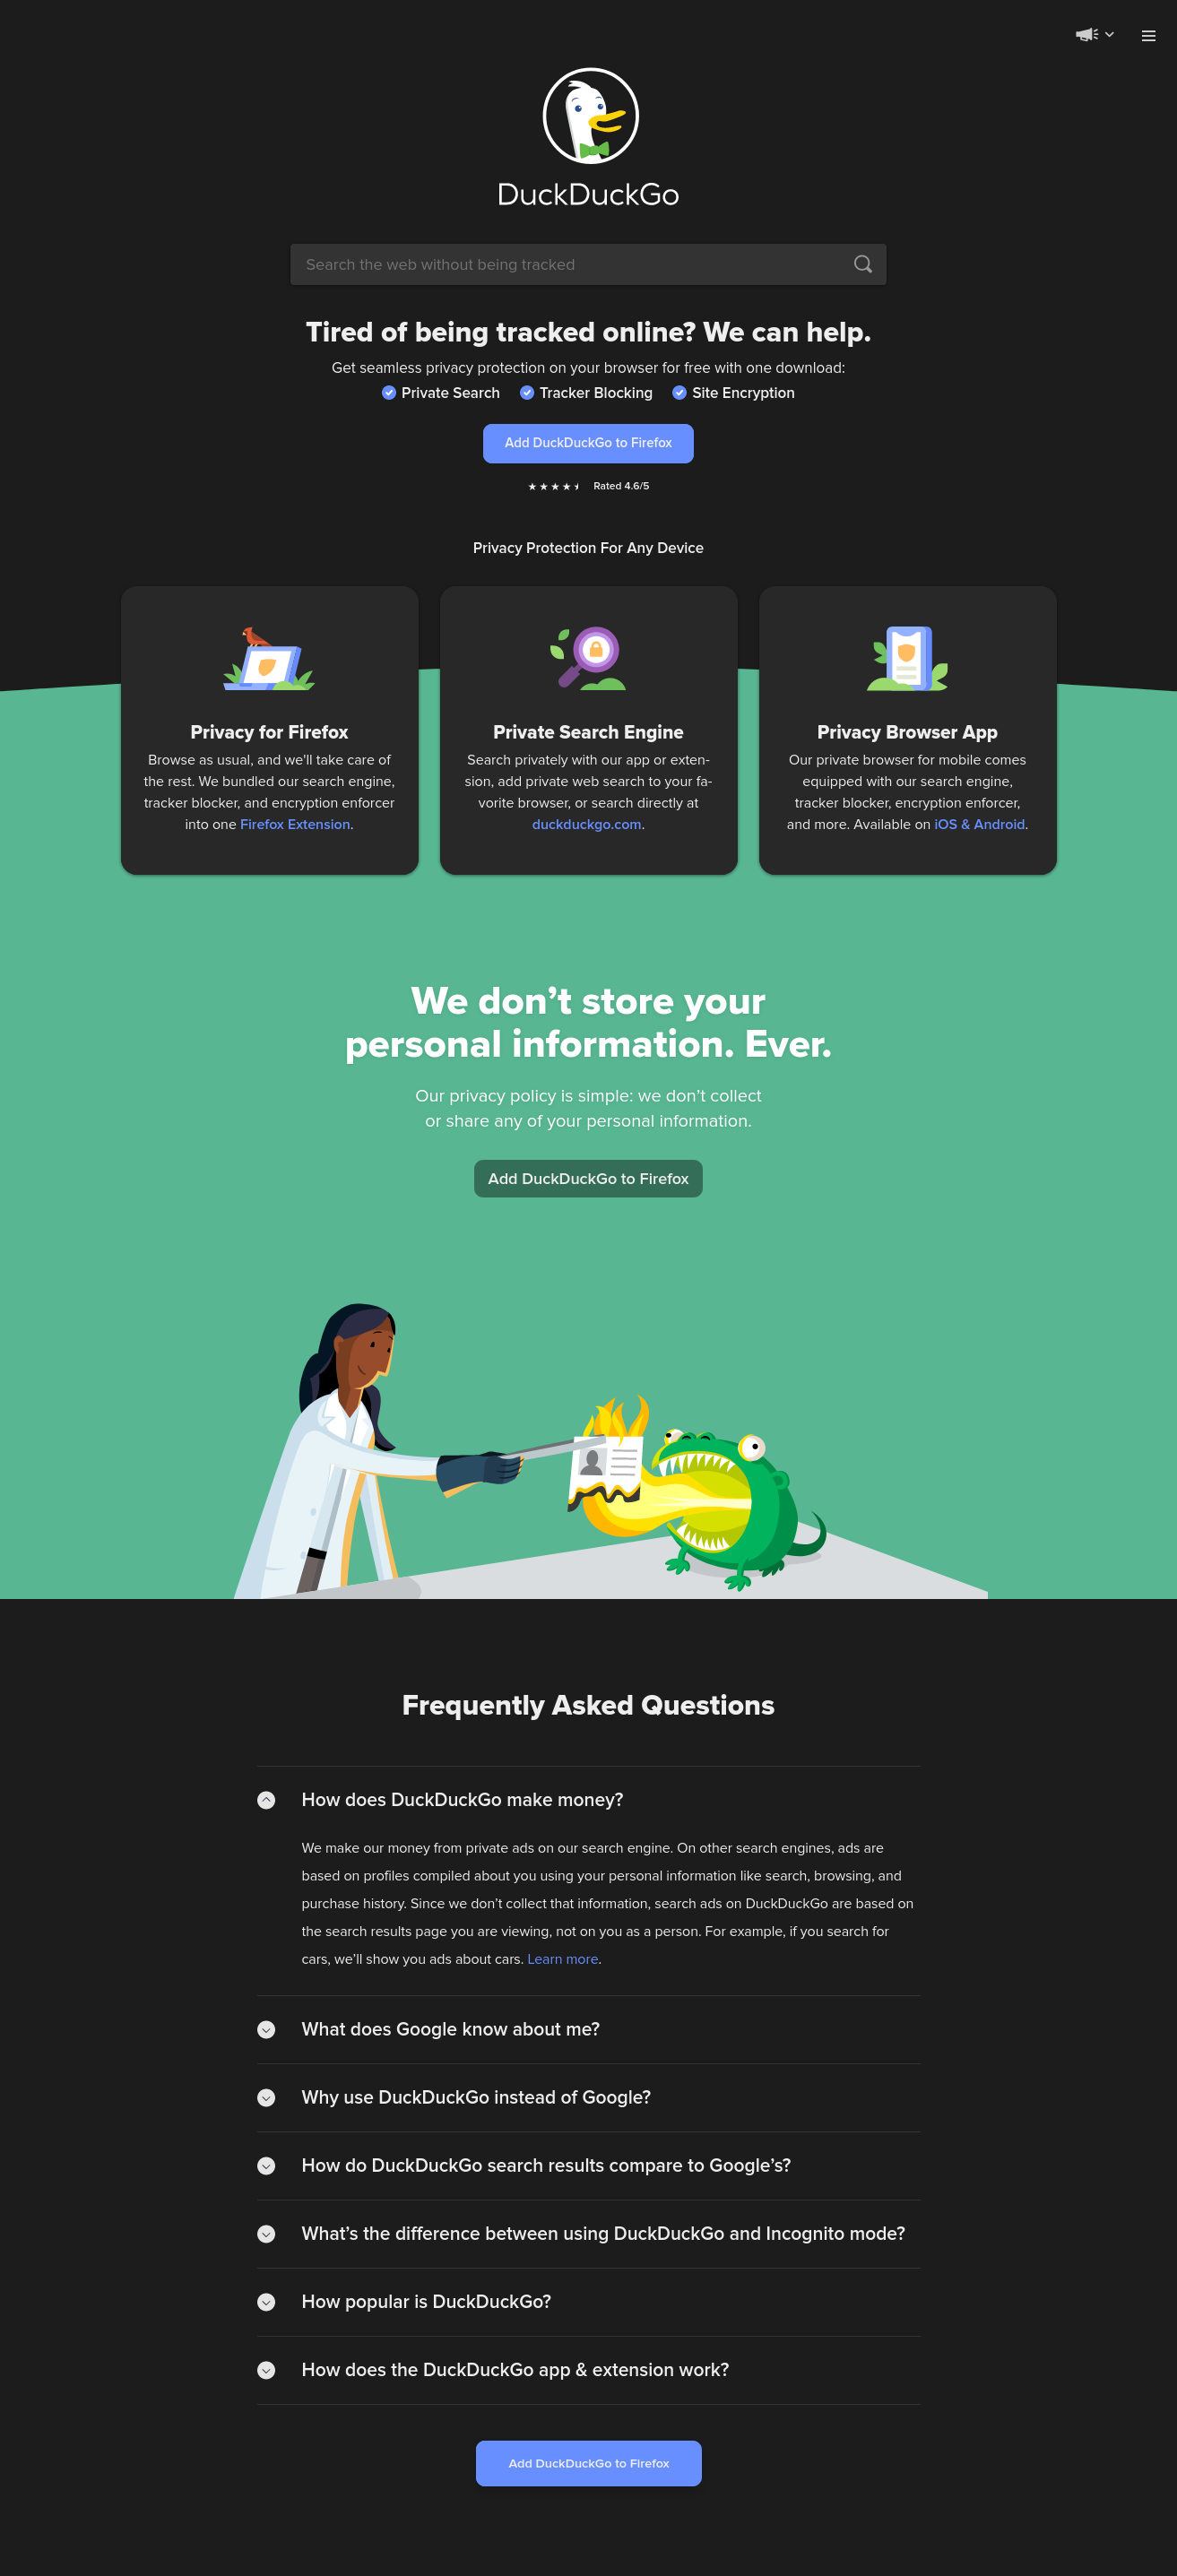 DuckDuckGo
Search the web without being tracked
Tired of being tracked online? We can help.
Get seamless privacy protection on your browser for free with one download:
Private Search Tracker Blocking Site Encryption
Add DuckDuckGo to Firefox
Rated 4.6/5
Privacy Protection For Any Device
Privacy for Firefox
Browse as usual, and we'll take care of
the rest. We bundled our search engine,
tracker blocker, and encryption enforcer
into one Firefox Extension.
Private Search Engine
Search privately with our app or exten-
sion, add private web search to your fa-
vorite browser, or search directly at
duckduckgo.com.
Privacy Browser App
Our private browser for mobile comes
equipped with our search engine,
tracker blocker, encryption enforcer,
and more. Available on iOS & Android.
We don’t store your
personal information. Ever.
Our privacy policy is simple: we don’t collect
or share any of your personal information.
Add DuckDuckGo to Firefox
Frequently Asked Questions
How does DuckDuckGo make money?
We make our money from private ads on our search engine. On other search engines, ads are
based on profiles compiled about you using your personal information like search, browsing, and
purchase history. Since we don’t collect that information, search ads on DuckDuckGo are based on
the search results page you are viewing, not on you as a person. For example, if you search for
cars, we’ll show you ads about cars. Learn more.
What does Google know about me?
Why use DuckDuckGo instead of Google?
How do DuckDuckGo search results compare to Google’s?
What’s the difference between using DuckDuckGo and Incognito mode?
How popular is DuckDuckGo?
How does the DuckDuckGo app & extension work?
Add DuckDuckGo to Firefox